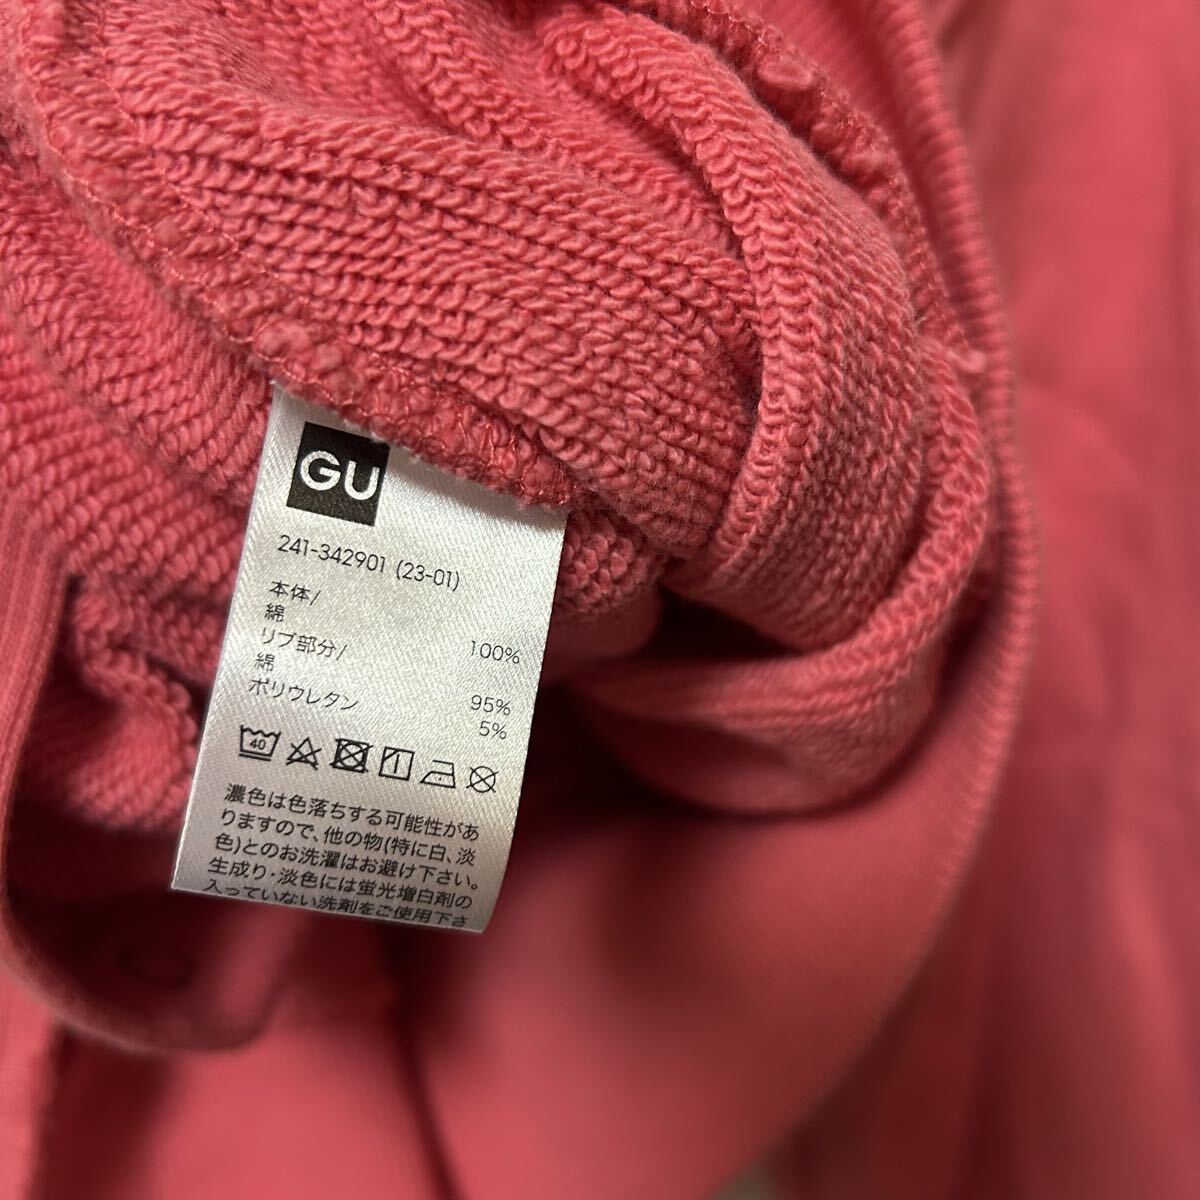 GU
241-342901 (23-01)
本体/
綿 100%
リブ部分/
綿 95%
ポリウレタン 5%
40
濃色は色落ちする可能性があ
りますので、他の物(特に白、淡
色)とのお洗濯はお避け下さい。
生成り・淡色には蛍光増白剤の
入っていない洗剤をご使用下さ